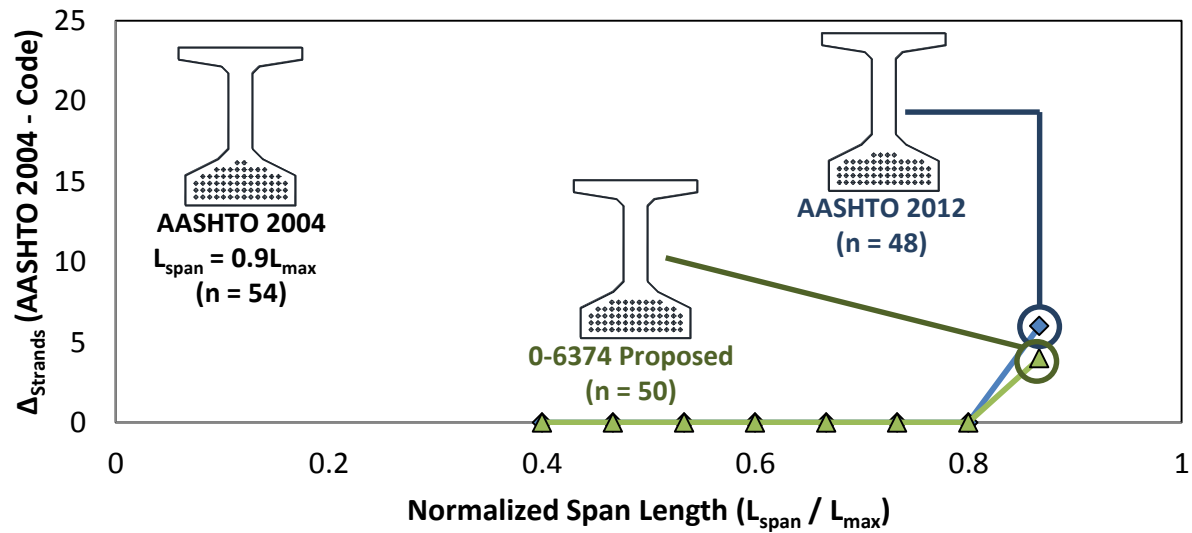 ΔStrands (AASHTO 2004 - Code)
25
20
15
10
5
0
AASHTO 2004
Lspan = 0.9Lmax
(n = 54)
0-6374 Proposed
(n = 50)
AASHTO 2012
(n = 48)
0
0.2
0.4
0.6
0.8
1
Normalized Span Length (Lspan / Lmax)